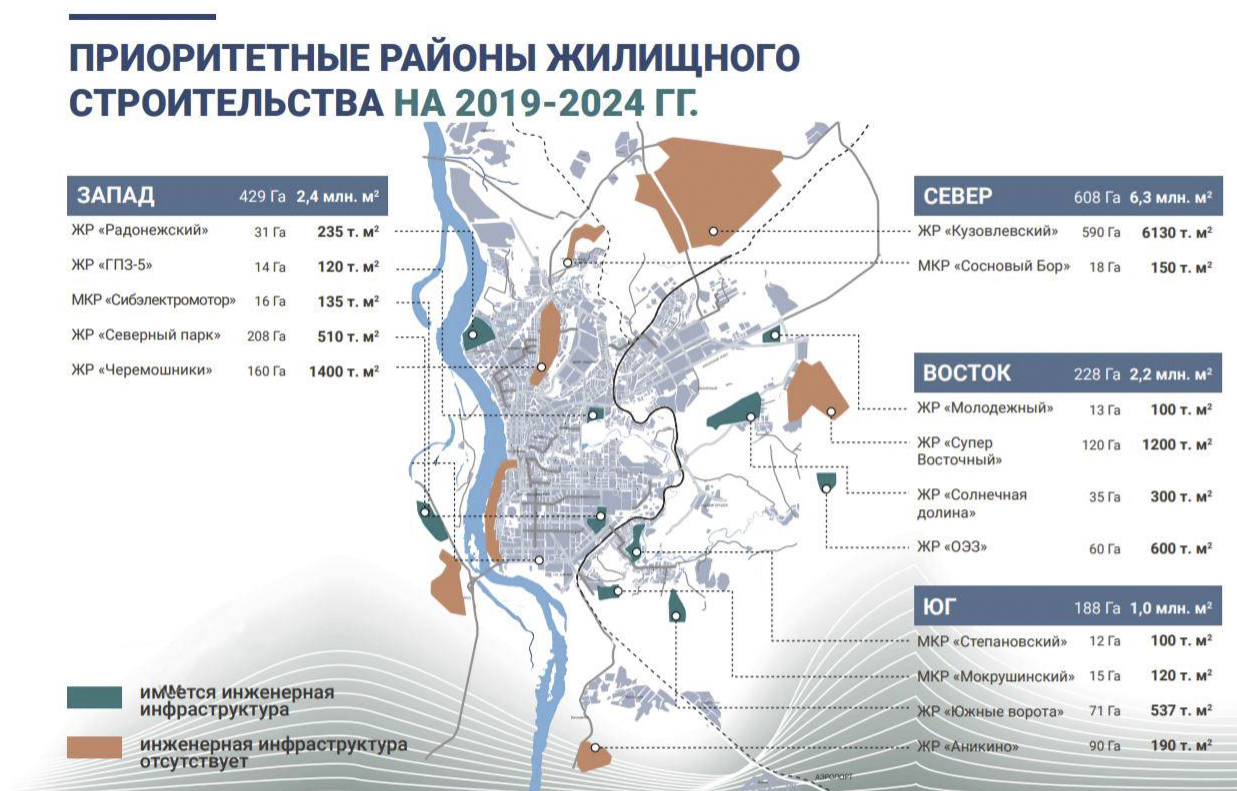 ПРИОРИТЕТНЫЕ РАЙОНЫ ЖИЛИЩНОГО
СТРОИТЕЛЬСТВА НА 2019-2024 ГГ.
ЗАПАД 429 Га 2,4 млн. м²
ЖР «Радонежский» 31 Га 235 т. м²
ЖР «ГПЗ-5» 14 Га 120 т. м²
МКР «Сибэлектромотор» 16 Га 135 т. м²
ЖР «Северный парк» 208 Га 510 т. м²
ЖР «Черемошники» 160 Га 1400 т. м²
СЕВЕР 608 Га 6,3 млн. м²
ЖР «Кузовлевский» 590 Га 6130 т. м²
МКР «Сосновый Бор» 18 Га 150 т. м²
ВОСТОК 228 Га 2,2 млн. м²
ЖР «Молодежный» 13 Га 100 т. м²
ЖР «Супер 120 Га 1200 т. м²
Восточный»
ЖР «Солнечная 35 Га 300 т. м²
долина»
ЖР «ОЭЗ» 60 Га 600 т. м²
ЮГ 188 Га 1,0 млн. м²
МКР «Степановский» 12 Га 100 т. м²
МКР «Мокрушинский» 15 Га 120 т. м²
ЖР «Южные ворота» 71 Га 537 т. м²
ЖР «Аникино» 90 Га 190 т. м²
имеется инженерная
инфраструктура
инженерная инфраструктура
отсутствует
АЭРОПОРТ